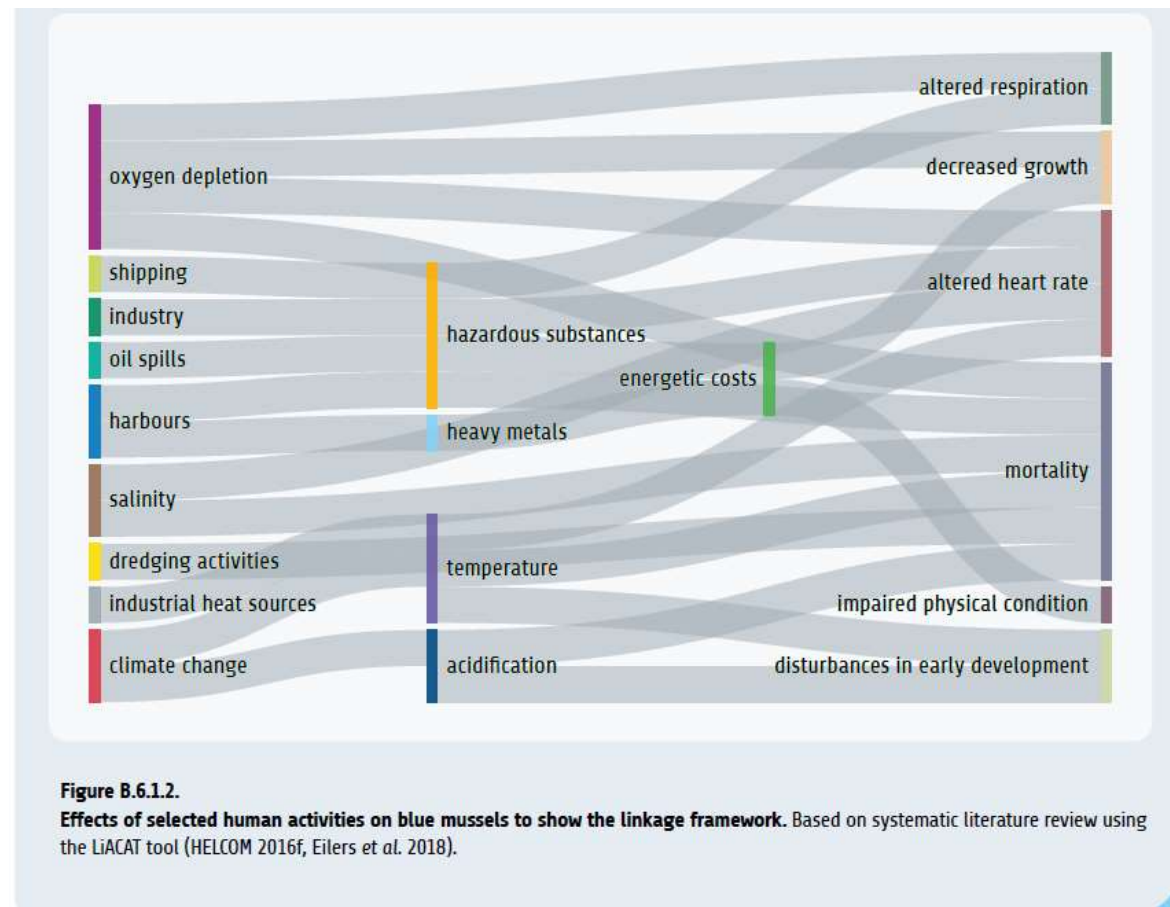 altered respiration
decreased growth
oxygen depletion
shipping
altered heart rate
industry
hazardous substances
oil spills
energetic costs
harbours
heavy metals
mortality
salinity
dredging activities
temperature
industrial heat sources
impaired physical condition
climate change
acidification
disturbances in early development
Figure B.6.1.2.
Effects of selected human activities on blue mussels to show the linkage framework. Based on systematic literature review using
the LiACAT tool (HELCOM 2016f, Eilers et al. 2018).